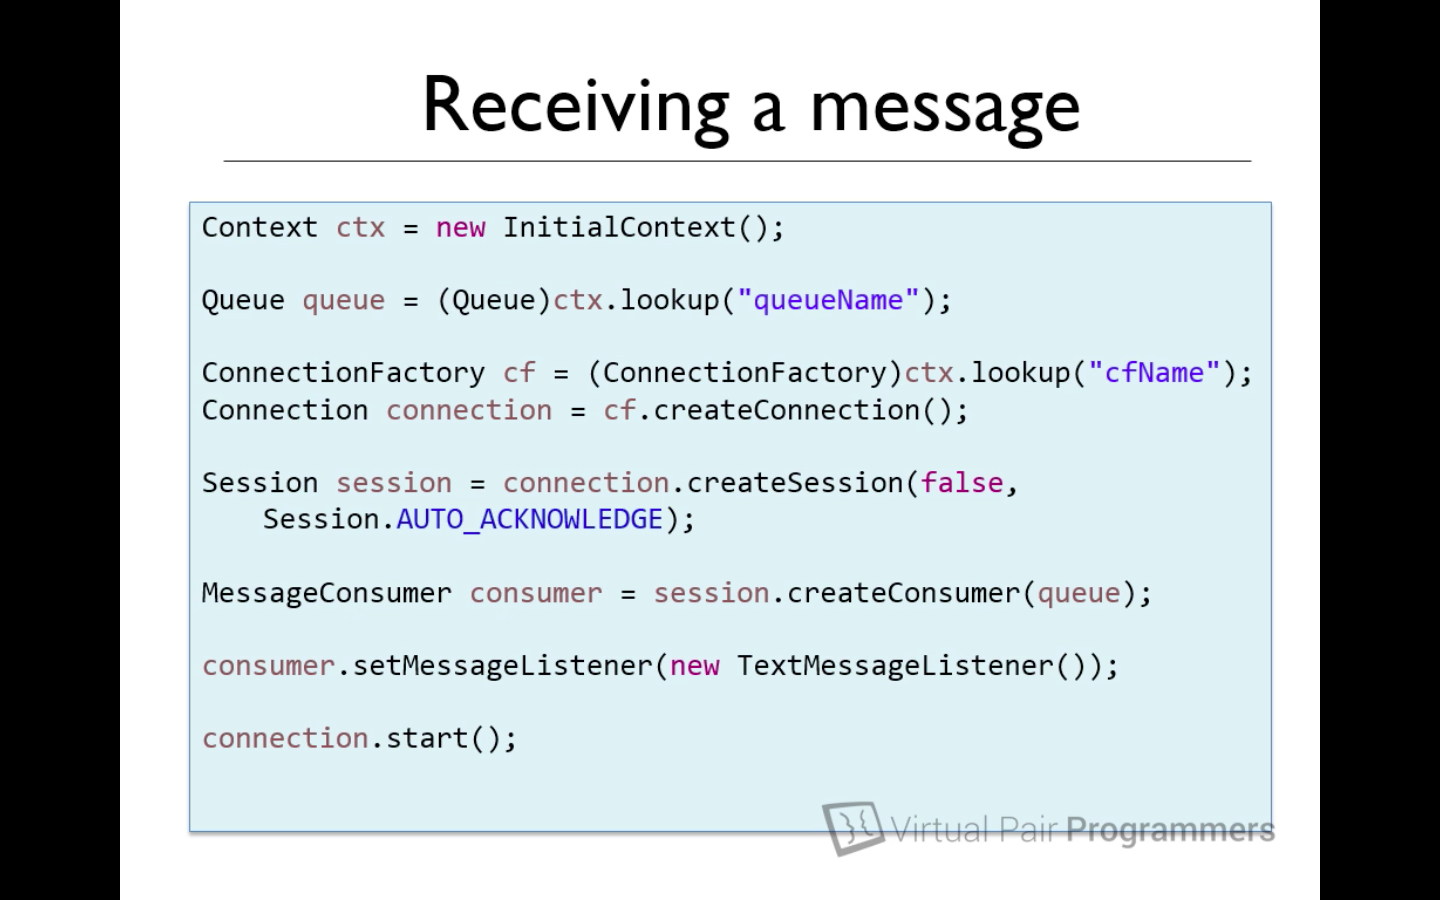 Receiving a message
Context ctx = new InitialContext();
Queue queue = (Queue)ctx.lookup("queueName");
ConnectionFactory cf = (ConnectionFactory)ctx.lookup("cfName");
Connection connection = cf.createConnection();
Session session = connection.createSession(false,
Session.AUTO_ACKNOWLEDGE);
MessageConsumer consumer = session.createConsumer(queue);
consumer.setMessageListener(new TextMessageListener());
connection.start();
Virtual Pair Programmers